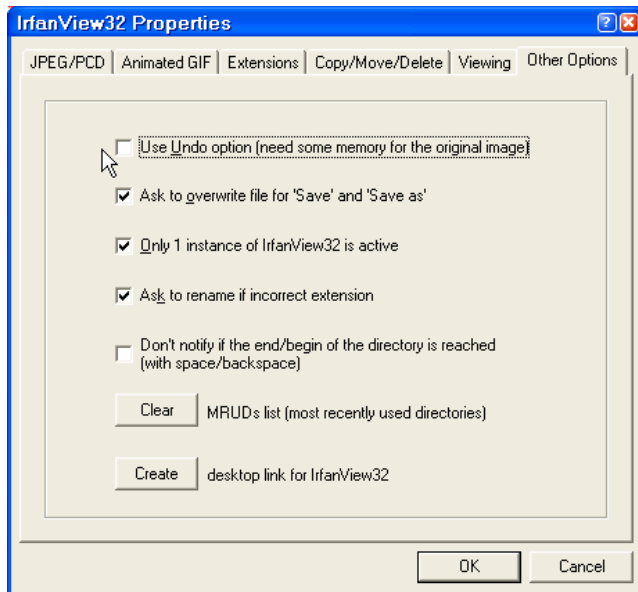 IrfanView32 Properties
JPEG/PCD Animated GIF Extensions Copy/Move/Delete Viewing Other Options
Use Undo option (need some memory for the original image)
Ask to overwrite file for 'Save' and 'Save as'
Only 1 instance of IrfanView32 is active
Ask to rename if incorrect extension
Don't notify if the end/begin of the directory is reached
(with space/backspace)
Clear MRUDs list (most recently used directories)
Create desktop link for IrfanView32
OK Cancel